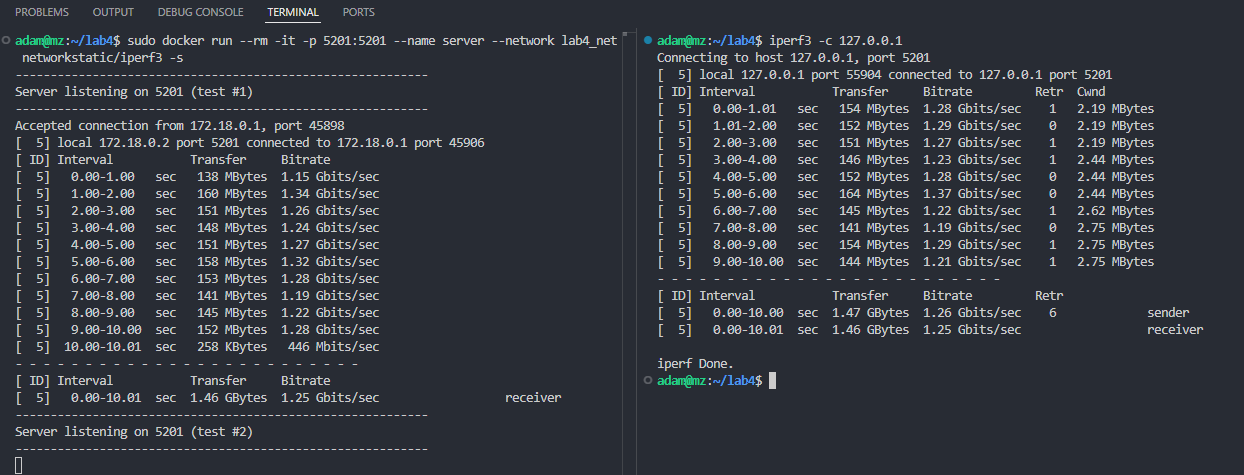 PROBLEMS OUTPUT DEBUG CONSOLE TERMINAL PORTS
adam@mz:~/lab4$ sudo docker run --rm -it -p 5201:5201 --name server --network lab4_net
networkstatic/iperf3 -s
-----------------------------------------------------------
Server listening on 5201 (test #1)
-----------------------------------------------------------
Accepted connection from 172.18.0.1, port 45898
[  5] local 172.18.0.2 port 5201 connected to 172.18.0.1 port 45906
[ ID] Interval           Transfer     Bitrate
[  5]   0.00-1.00   sec   138 MBytes  1.15 Gbits/sec
[  5]   1.00-2.00   sec   160 MBytes  1.34 Gbits/sec
[  5]   2.00-3.00   sec   151 MBytes  1.26 Gbits/sec
[  5]   3.00-4.00   sec   148 MBytes  1.24 Gbits/sec
[  5]   4.00-5.00   sec   151 MBytes  1.27 Gbits/sec
[  5]   5.00-6.00   sec   158 MBytes  1.32 Gbits/sec
[  5]   6.00-7.00   sec   153 MBytes  1.28 Gbits/sec
[  5]   7.00-8.00   sec   141 MBytes  1.19 Gbits/sec
[  5]   8.00-9.00   sec   145 MBytes  1.22 Gbits/sec
[  5]   9.00-10.00  sec   152 MBytes  1.28 Gbits/sec
[  5]  10.00-10.01  sec   258 KBytes   446 Mbits/sec
- - - - - - - - - - - - - - - - - - - - - - - - -
[ ID] Interval           Transfer     Bitrate
[  5]   0.00-10.01  sec  1.46 GBytes  1.25 Gbits/sec                  receiver
-----------------------------------------------------------
Server listening on 5201 (test #2)
-----------------------------------------------------------
adam@mz:~/lab4$ iperf3 -c 127.0.0.1
Connecting to host 127.0.0.1, port 5201
[  5] local 127.0.0.1 port 55904 connected to 127.0.0.1 port 5201
[ ID] Interval           Transfer     Bitrate         Retr  Cwnd
[  5]   0.00-1.01   sec   154 MBytes  1.28 Gbits/sec    1   2.19 MBytes
[  5]   1.01-2.00   sec   152 MBytes  1.29 Gbits/sec    0   2.19 MBytes
[  5]   2.00-3.00   sec   151 MBytes  1.27 Gbits/sec    1   2.19 MBytes
[  5]   3.00-4.00   sec   146 MBytes  1.23 Gbits/sec    1   2.44 MBytes
[  5]   4.00-5.00   sec   152 MBytes  1.28 Gbits/sec    0   2.44 MBytes
[  5]   5.00-6.00   sec   164 MBytes  1.37 Gbits/sec    0   2.44 MBytes
[  5]   6.00-7.00   sec   145 MBytes  1.22 Gbits/sec    1   2.62 MBytes
[  5]   7.00-8.00   sec   141 MBytes  1.19 Gbits/sec    0   2.75 MBytes
[  5]   8.00-9.00   sec   154 MBytes  1.29 Gbits/sec    1   2.75 MBytes
[  5]   9.00-10.00  sec   144 MBytes  1.21 Gbits/sec    1   2.75 MBytes
- - - - - - - - - - - - - - - - - - - - - - - - -
[ ID] Interval           Transfer     Bitrate         Retr
[  5]   0.00-10.00  sec  1.47 GBytes  1.26 Gbits/sec    6             sender
[  5]   0.00-10.01  sec  1.46 GBytes  1.25 Gbits/sec                  receiver
iperf Done.
adam@mz:~/lab4$